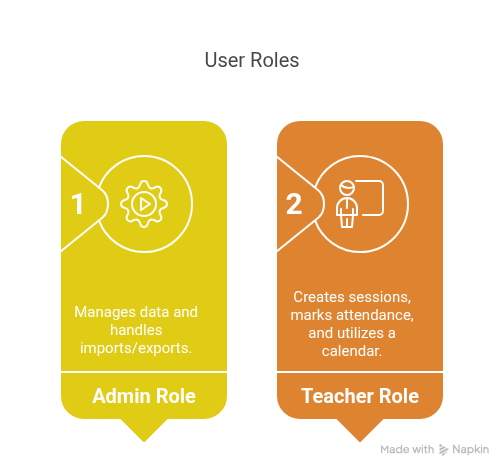 User Roles
1
Manages data and
handles
imports/exports.
Admin Role
2
Creates sessions,
marks attendance,
and utilizes a
calendar.
Teacher Role
Made with Napkin